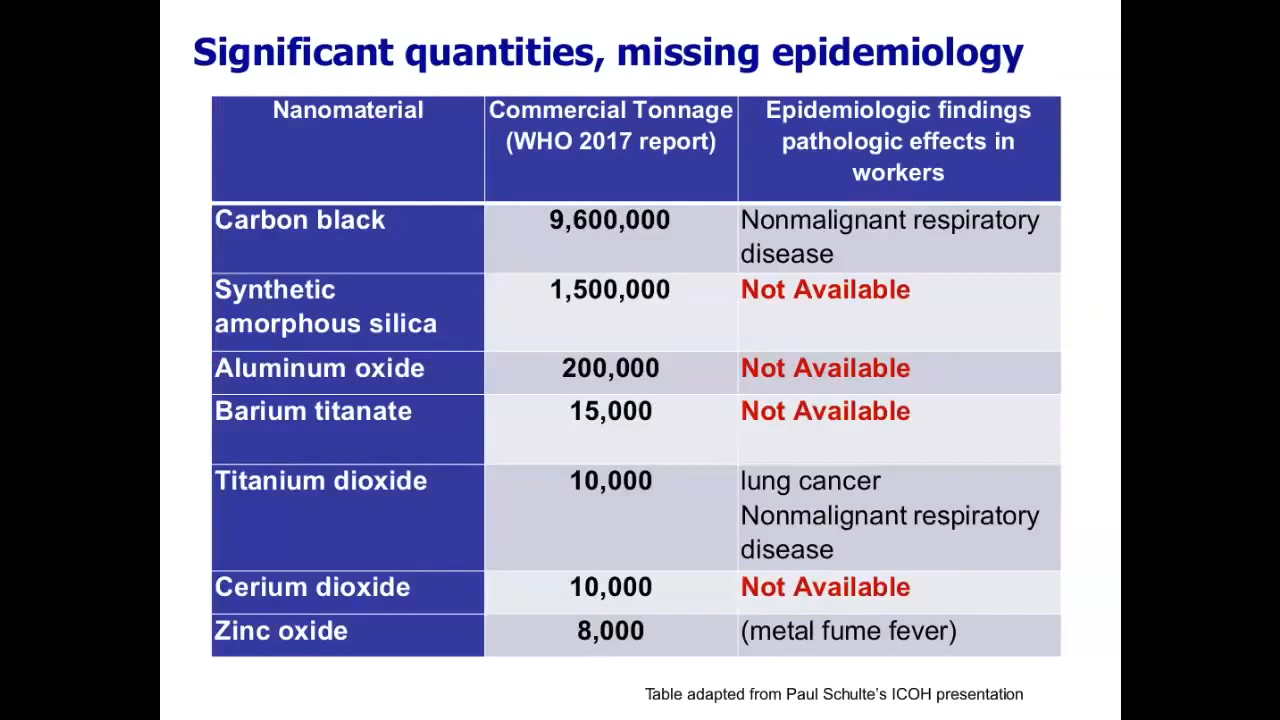 Significant quantities, missing epidemiology
Nanomaterial
Commercial Tonnage
(WHO 2017 report)
Epidemiologic findings
pathologic effects in
workers
Carbon black
9,600,000
Nonmalignant respiratory
disease
Synthetic
amorphous silica
1,500,000
Not Available
Aluminum oxide
200,000
Not Available
Barium titanate
15,000
Not Available
Titanium dioxide
10,000
lung cancer
Nonmalignant respiratory
disease
Cerium dioxide
10,000
Not Available
Zinc oxide
8,000
(metal fume fever)
Table adapted from Paul Schulte's ICOH presentation